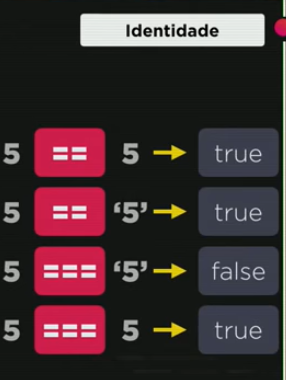 Identidade
5 == 5 → true
5 == ‘5’ → true
5 === ‘5’ → false
5 === 5 → true